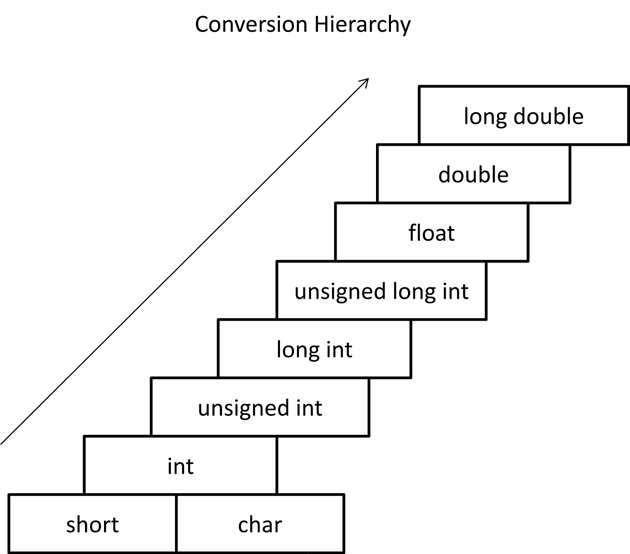 Conversion Hierarchy
long double
double
float
unsigned long int
long int
unsigned int
int
short char